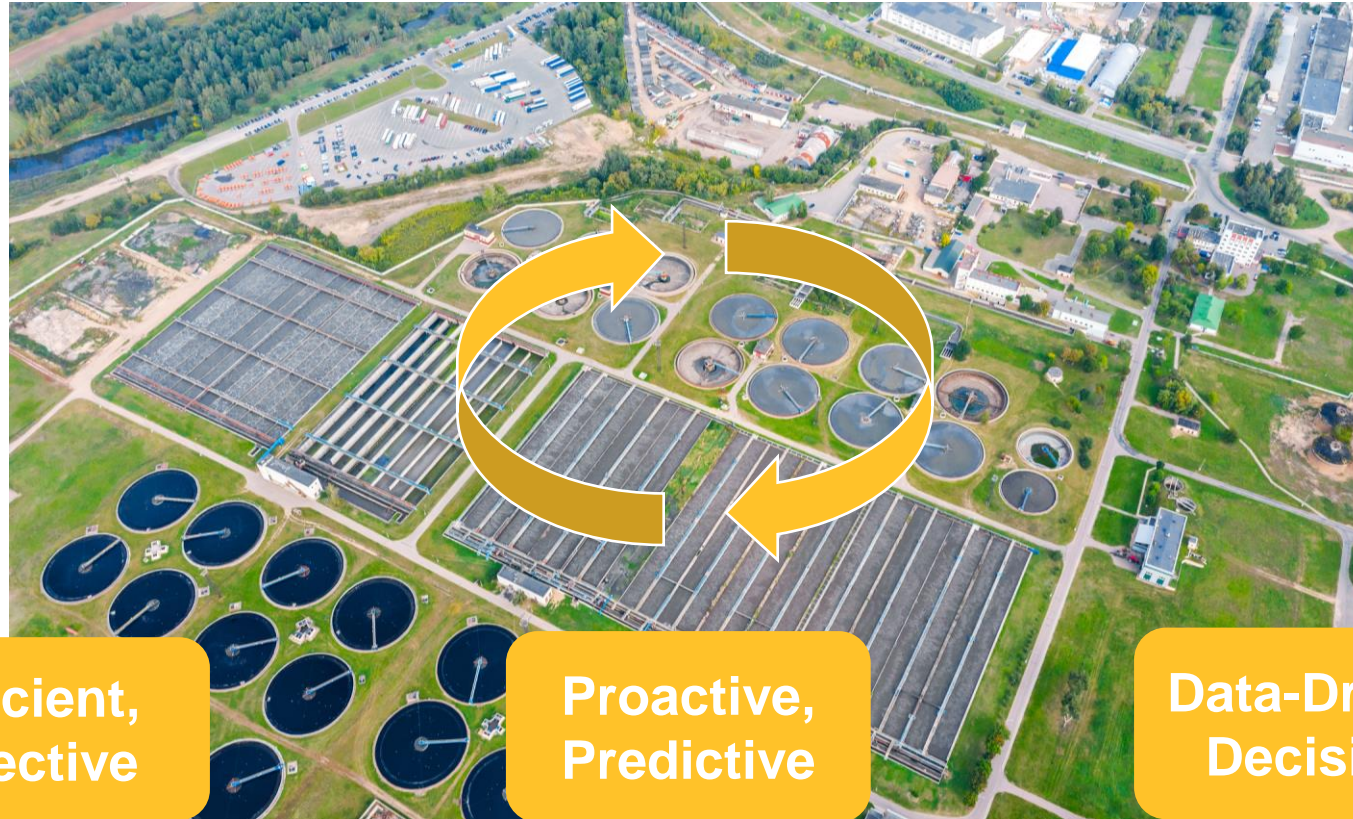 cient,
ective
Proactive,
Predictive
Data-Dr
Decisi